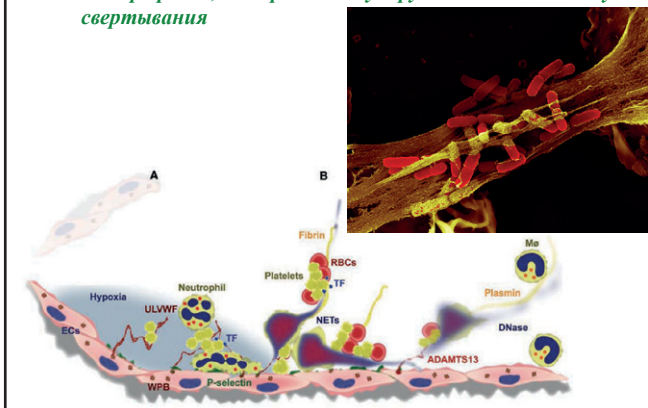 свертывания
A
B
Fibrin
RBCs
Platelets
TF
Neutrophil
Hypoxia
ULVWF
TF
NETs
ECs
WPB
P-selectin
ADAMTS13
Mø
Plasmin
DNase